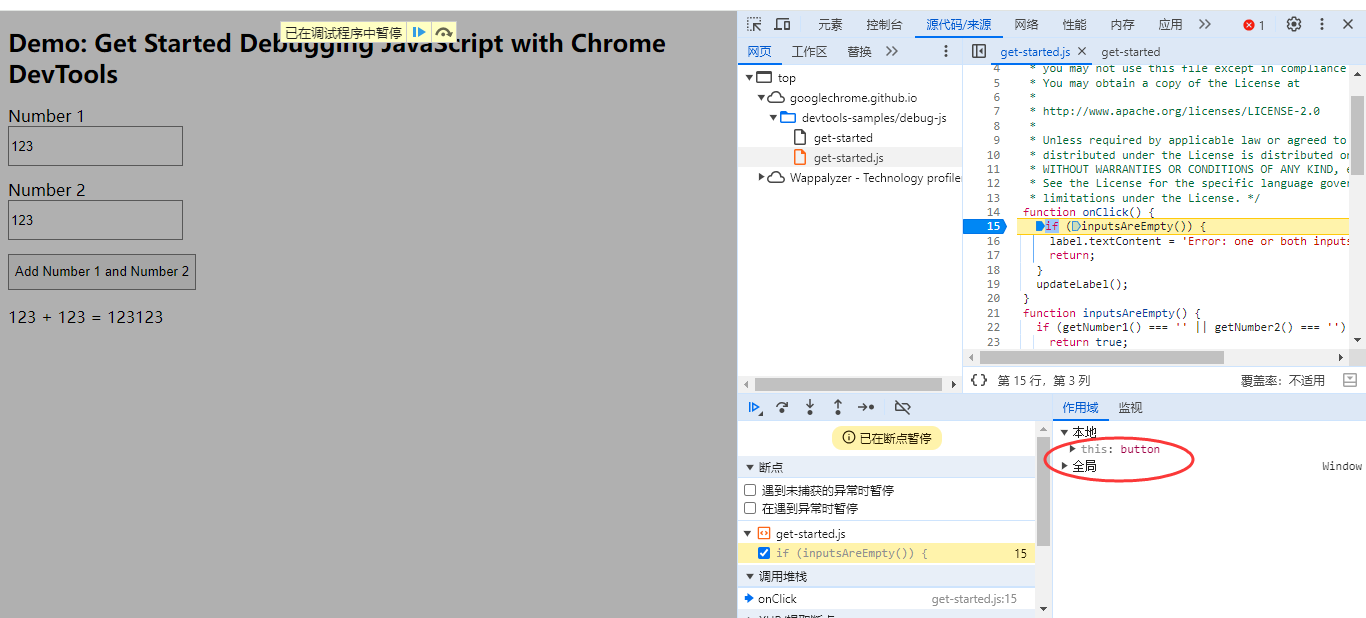 已在调试程序中暂停
Demo: Get Started Debugging JavaScript with Chrome
DevTools
Number 1
123
Number 2
123
Add Number 1 and Number 2
123 + 123 = 123123
元素 控制台 源代码/来源 网络 性能 内存 应用 1
网页 工作区 替换
get-started.js get-started
top
googlechrome.github.io
devtools-samples/debug-js
get-started
get-started.js
Wappalyzer - Technology profile
4 * you may not use this file except in compliance
5 * You may obtain a copy of the License at
6 *
7 * http://www.apache.org/licenses/LICENSE-2.0
8 *
9 * Unless required by applicable law or agreed to
10 * distributed under the License is distributed on
11 * WITHOUT WARRANTIES OR CONDITIONS OF ANY KIND, e
12 * See the License for the specific language gover
13 * limitations under the License. */
14 function onClick() {
15 if (inputsAreEmpty()) {
16 label.textContent = 'Error: one or both inputs
17 return;
18 }
19 updateLabel();
20 }
21 function inputsAreEmpty() {
22 if (getNumber1() === '' || getNumber2() === '')
23 return true;
{} 第 15 行，第 3 列 覆盖率：不适用
已在断点暂停
断点
遇到未捕获的异常时暂停
在遇到异常时暂停
get-started.js
if (inputsAreEmpty()) { 15
调用堆栈
onClick get-started.js:15
作用域 监视
本地
this: button
全局 Window